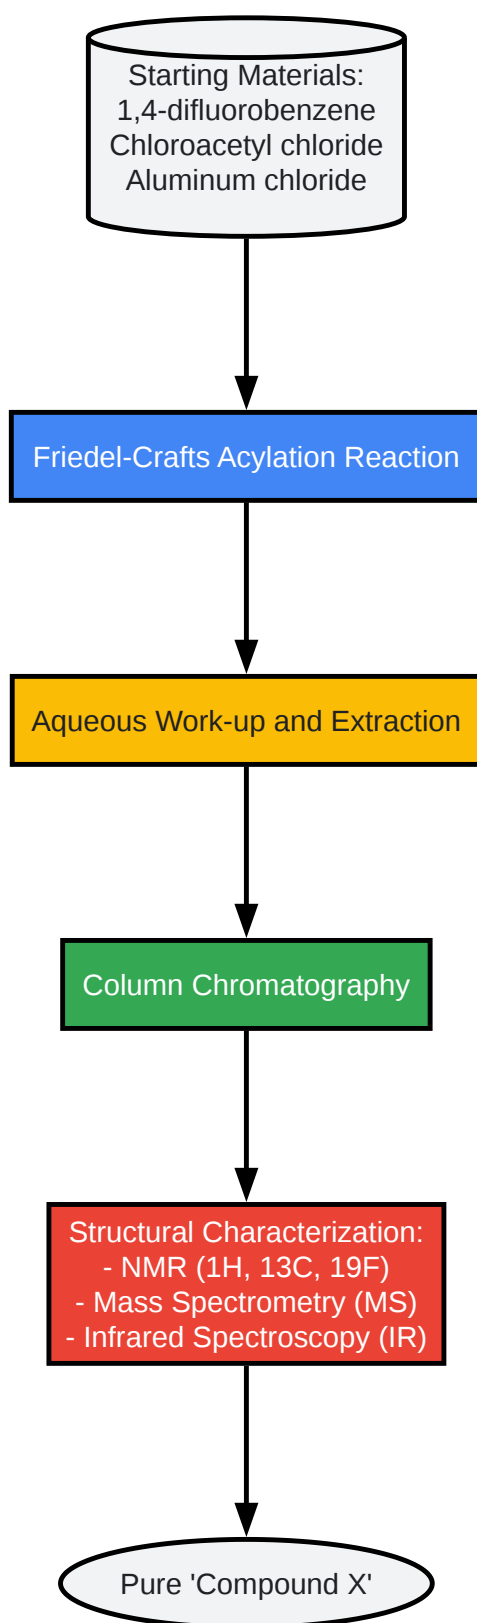 Starting Materials:
1,4-difluorobenzene
Chloroacetyl chloride
Aluminum chloride
Friedel-Crafts Acylation Reaction
Aqueous Work-up and Extraction
Column Chromatography
Structural Characterization:
- NMR (1H, 13C, 19F)
- Mass Spectrometry (MS)
- Infrared Spectroscopy (IR)
Pure 'Compound X'